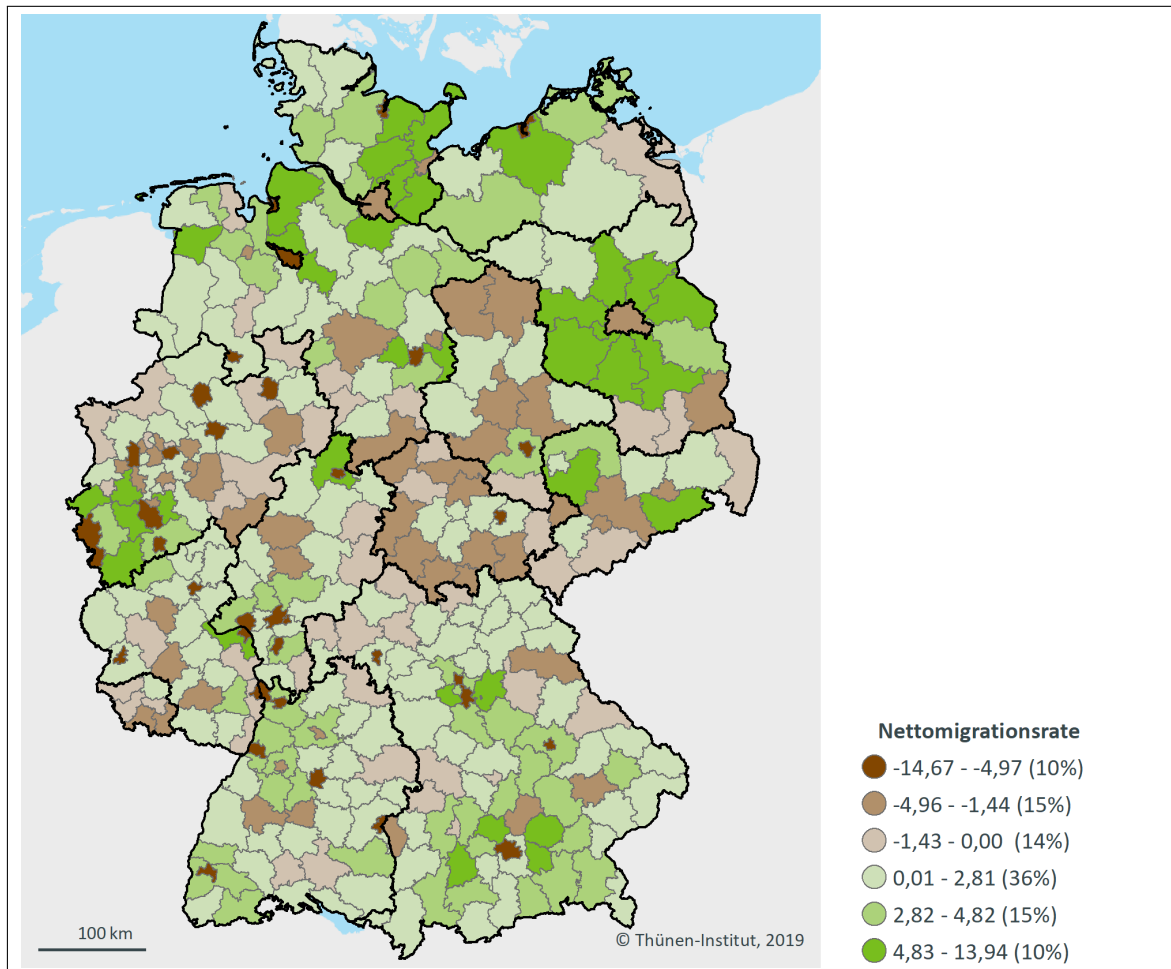 Nettomigrationsrate
-14,67 - -4,97 (10%)
-4,96 - -1,44 (15%)
-1,43 - 0,00 (14%)
0,01 - 2,81 (36%)
2,82 - 4,82 (15%)
4,83 - 13,94 (10%)
100 km
© Thünen-Institut, 2019